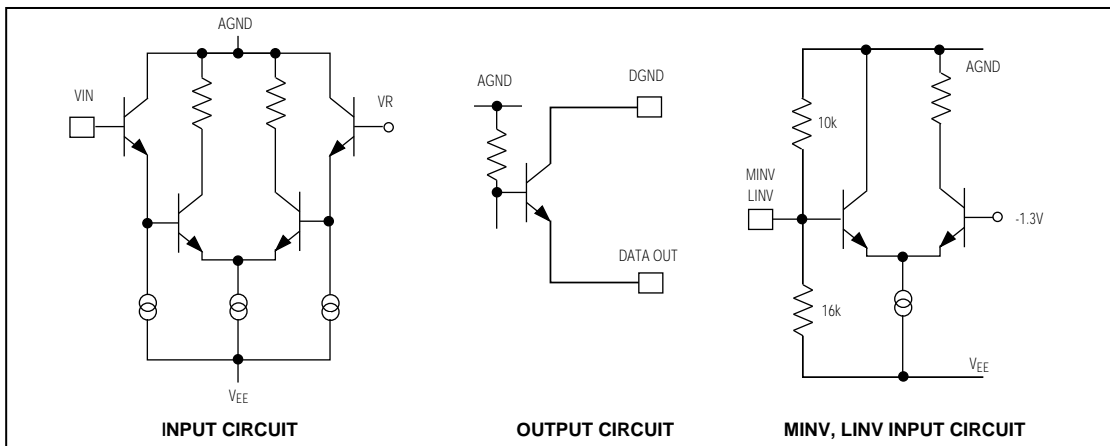 AGND
VIN
VR
VEE
INPUT CIRCUIT
AGND
DGND
DATA OUT
OUTPUT CIRCUIT
AGND
10k
MINV
LINV
-1.3V
16k
VEE
MINV, LINV INPUT CIRCUIT